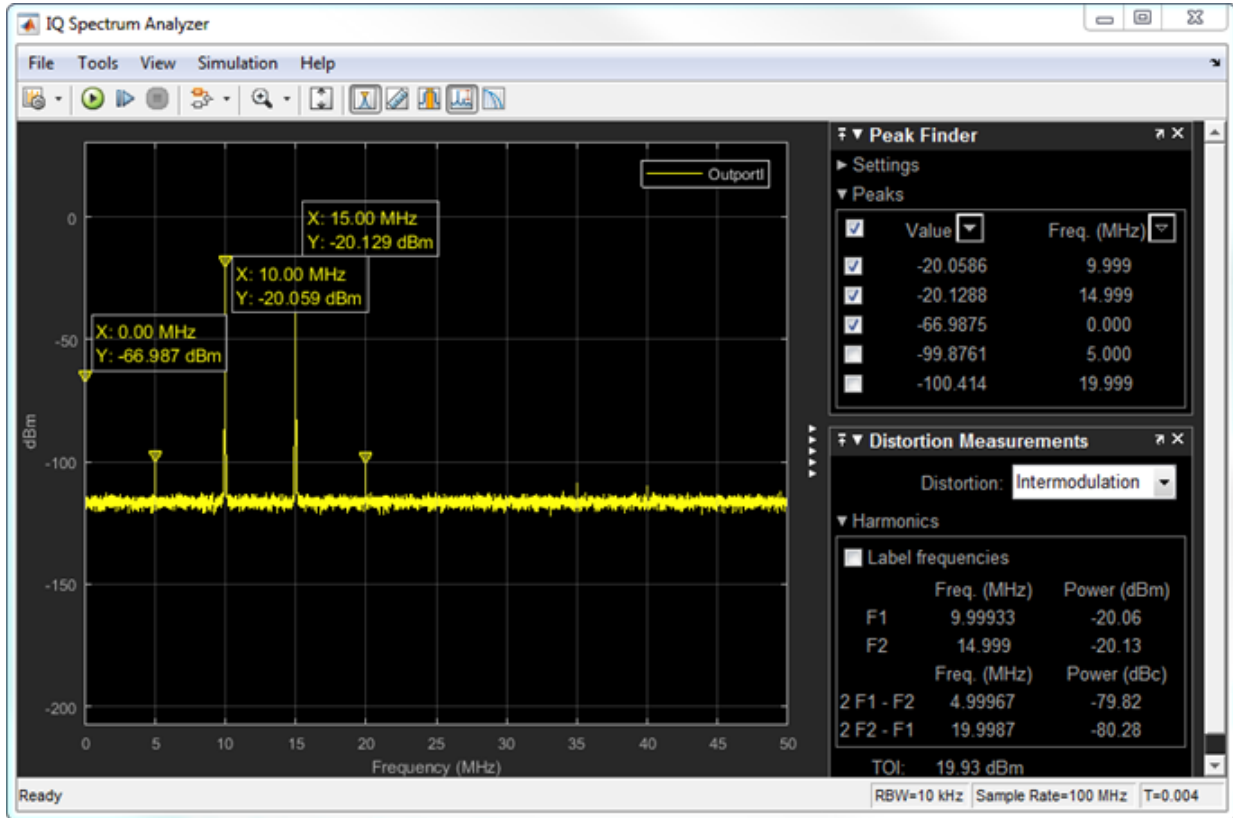 IQ Spectrum Analyzer
File Tools View Simulation Help
OutportI
X: 15.00 MHz
Y: -20.129 dBm
X: 10.00 MHz
Y: -20.059 dBm
X: 0.00 MHz
Y: -66.987 dBm
0
-50
-100
-150
-200
dBm
0 5 10 15 20 25 30 35 40 45 50
Frequency (MHz)
Peak Finder
Settings
Peaks
Value Freq. (MHz)
-20.0586 9.999
-20.1288 14.999
-66.9875 0.000
-99.8761 5.000
-100.414 19.999
Distortion Measurements
Distortion: Intermodulation
Harmonics
Label frequencies
Freq. (MHz) Power (dBm)
F1 9.99933 -20.06
F2 14.999 -20.13
Freq. (MHz) Power (dBc)
2 F1 - F2 4.99967 -79.82
2 F2 - F1 19.9987 -80.28
TOI: 19.93 dBm
Ready
RBW=10 kHz Sample Rate=100 MHz T=0.004